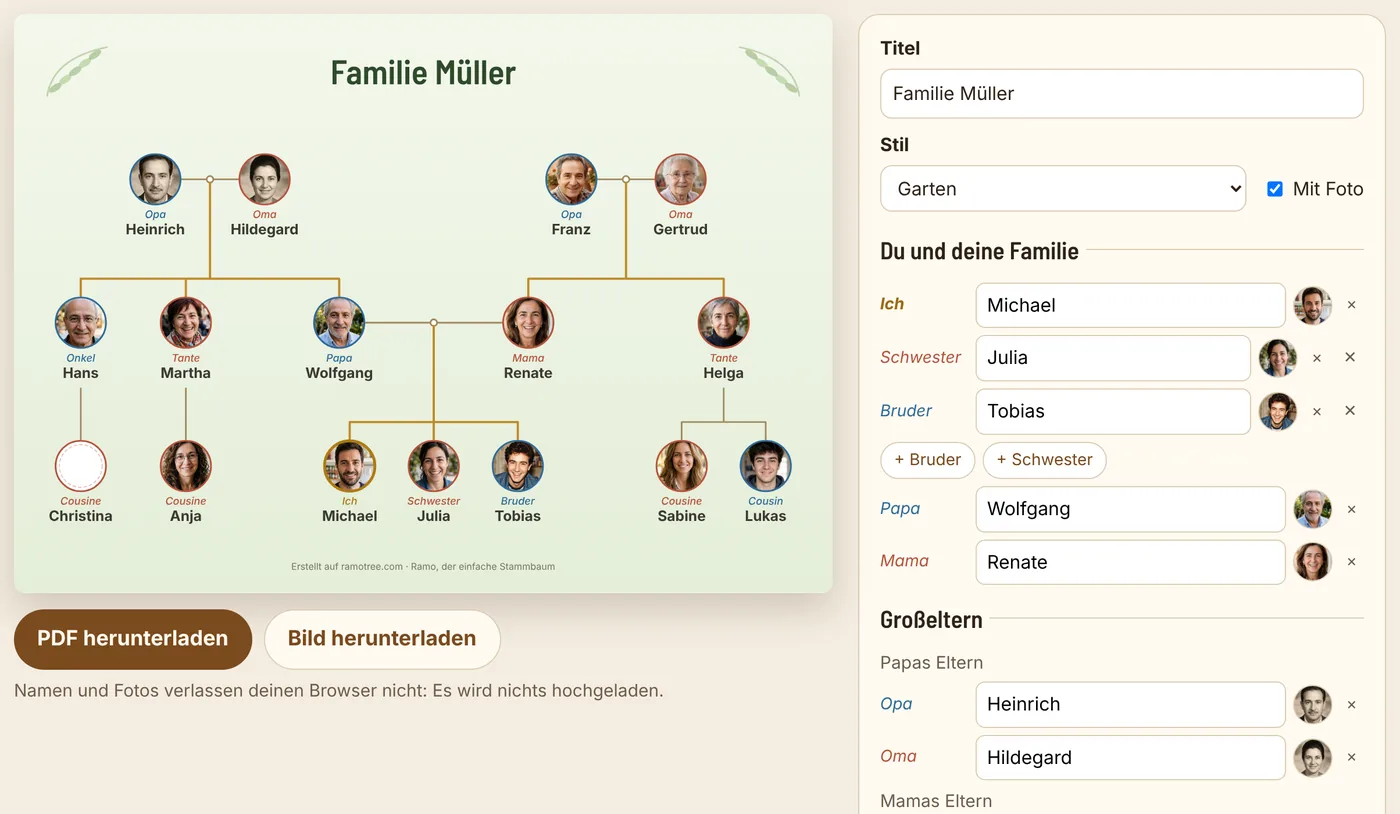 Familie Müller
Opa Oma Opa Oma
Heinrich Hildegard Franz Gertrud
Onkel Tante Papa Mama Tante
Hans Martha Wolfgang Renate Helga
Cousine Cousine Ich Schwester Bruder Cousine Cousin
Christina Anja Michael Julia Tobias Sabine Lukas
Erstellt auf ramotree.com · Ramo, der einfache Stammbaum
PDF herunterladen
Bild herunterladen
Namen und Fotos verlassen deinen Browser nicht: Es wird nichts hochgeladen.
Titel
Familie Müller
Stil
Garten
Mit Foto
Du und deine Familie
Ich Michael ×
Schwester Julia × ×
Bruder Tobias × ×
+ Bruder + Schwester
Papa Wolfgang ×
Mama Renate ×
Großeltern
Papas Eltern
Opa Heinrich ×
Oma Hildegard ×
Mamas Eltern